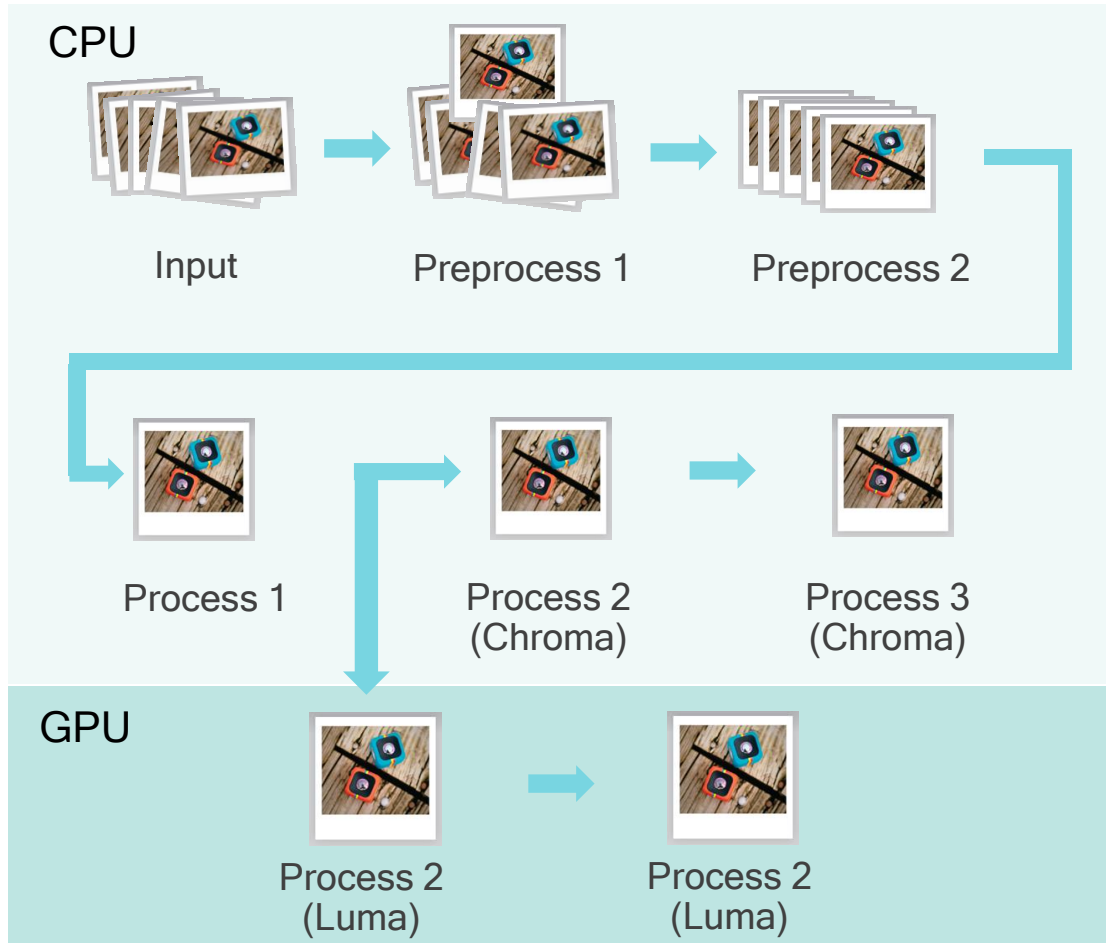 CPU
Input
Preprocess 1
Preprocess 2
Process 1
Process 2
(Chroma)
Process 3
(Chroma)
GPU
Process 2
(Luma)
Process 2
(Luma)